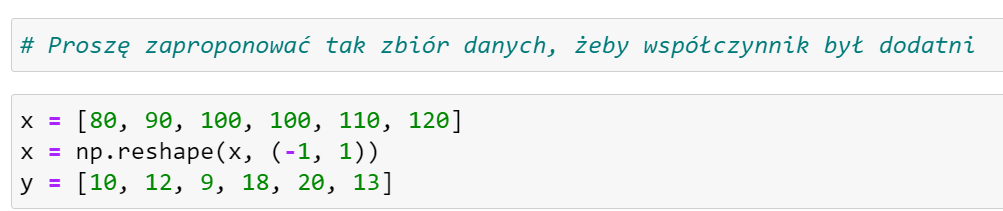 # Proszę zaproponować tak zbiór danych, żeby współczynnik był dodatni
x = [80, 90, 100, 100, 110, 120]
x = np.reshape(x, (-1, 1))
y = [10, 12, 9, 18, 20, 13]